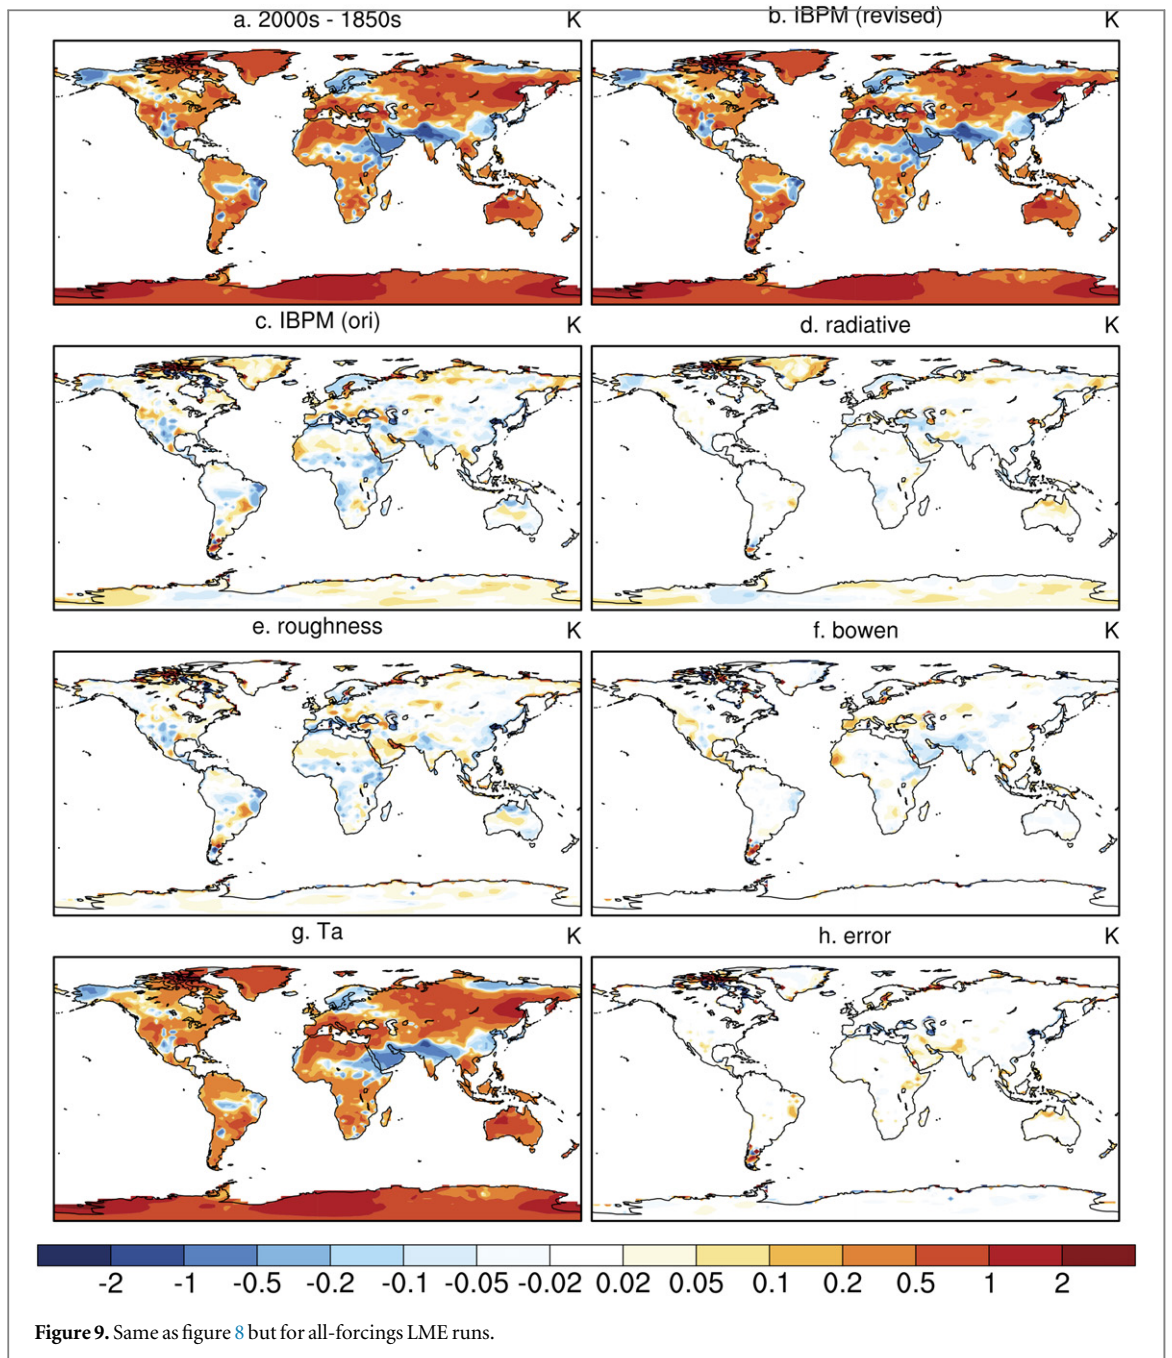 a. 2000s - 1850s K
b. IBPM (revised) K
c. IBPM (ori) K
d. radiative K
e. roughness K
f. bowen K
g. Ta K
h. error K
-2 -1 -0.5 -0.2 -0.1 -0.05 -0.02 0.02 0.05 0.1 0.2 0.5 1 2
Figure 9. Same as figure 8 but for all-forcings LME runs.